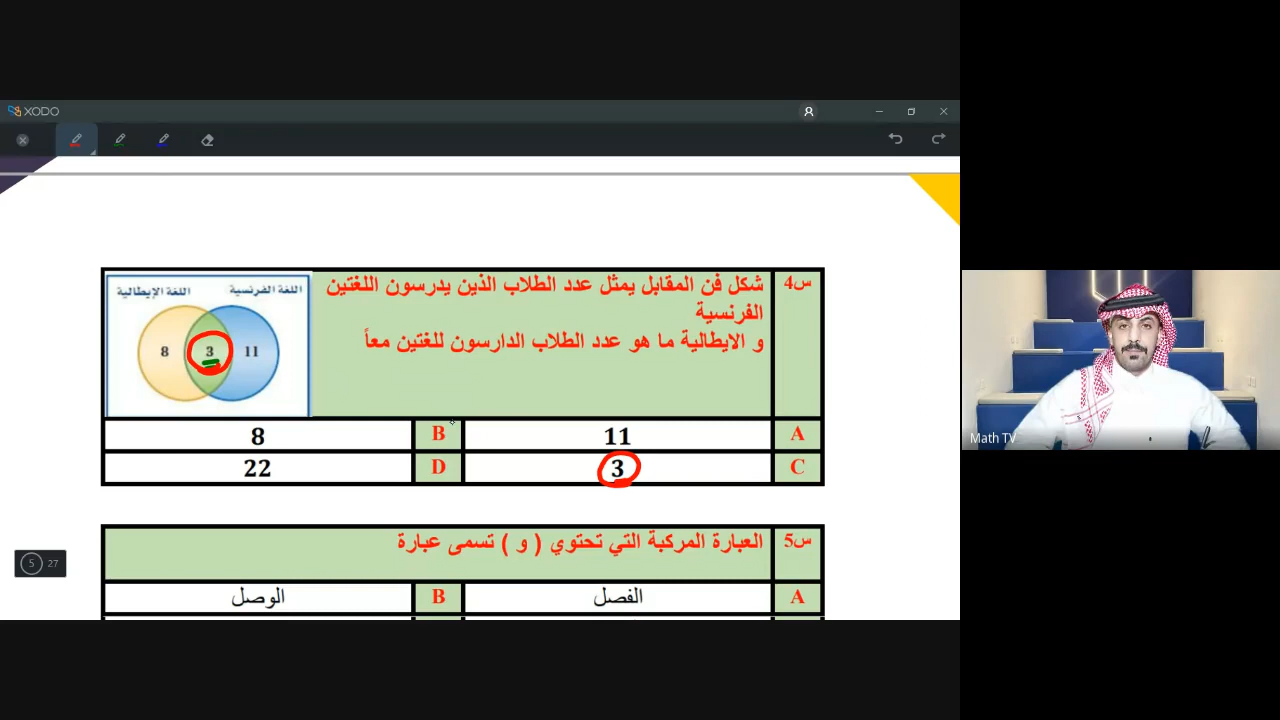 XODO
س4
شكل فن المقابل يمثل عدد الطلاب الذين يدرسون اللغتين
الفرنسية
و الايطالية ما هو عدد الطلاب الدارسون للغتين معاً
اللغة الفرنسية اللغة الإيطالية
8 3 11
A 11 B 8
C 3 D 22
س5 العبارة المركبة التي تحتوي ( و ) تسمى عبارة
A الفصل B الوصل
5 27
Math TV